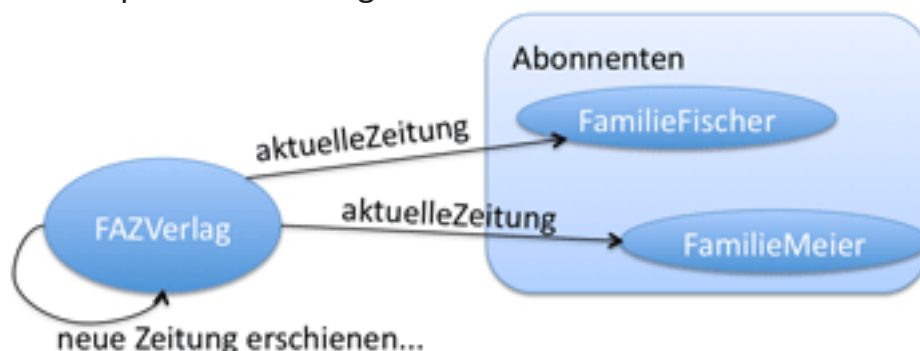 Abonnenten
FamilieFischer
aktuelleZeitung
aktuelleZeitung
FAZVerlag
FamilieMeier
neue Zeitung erschienen...